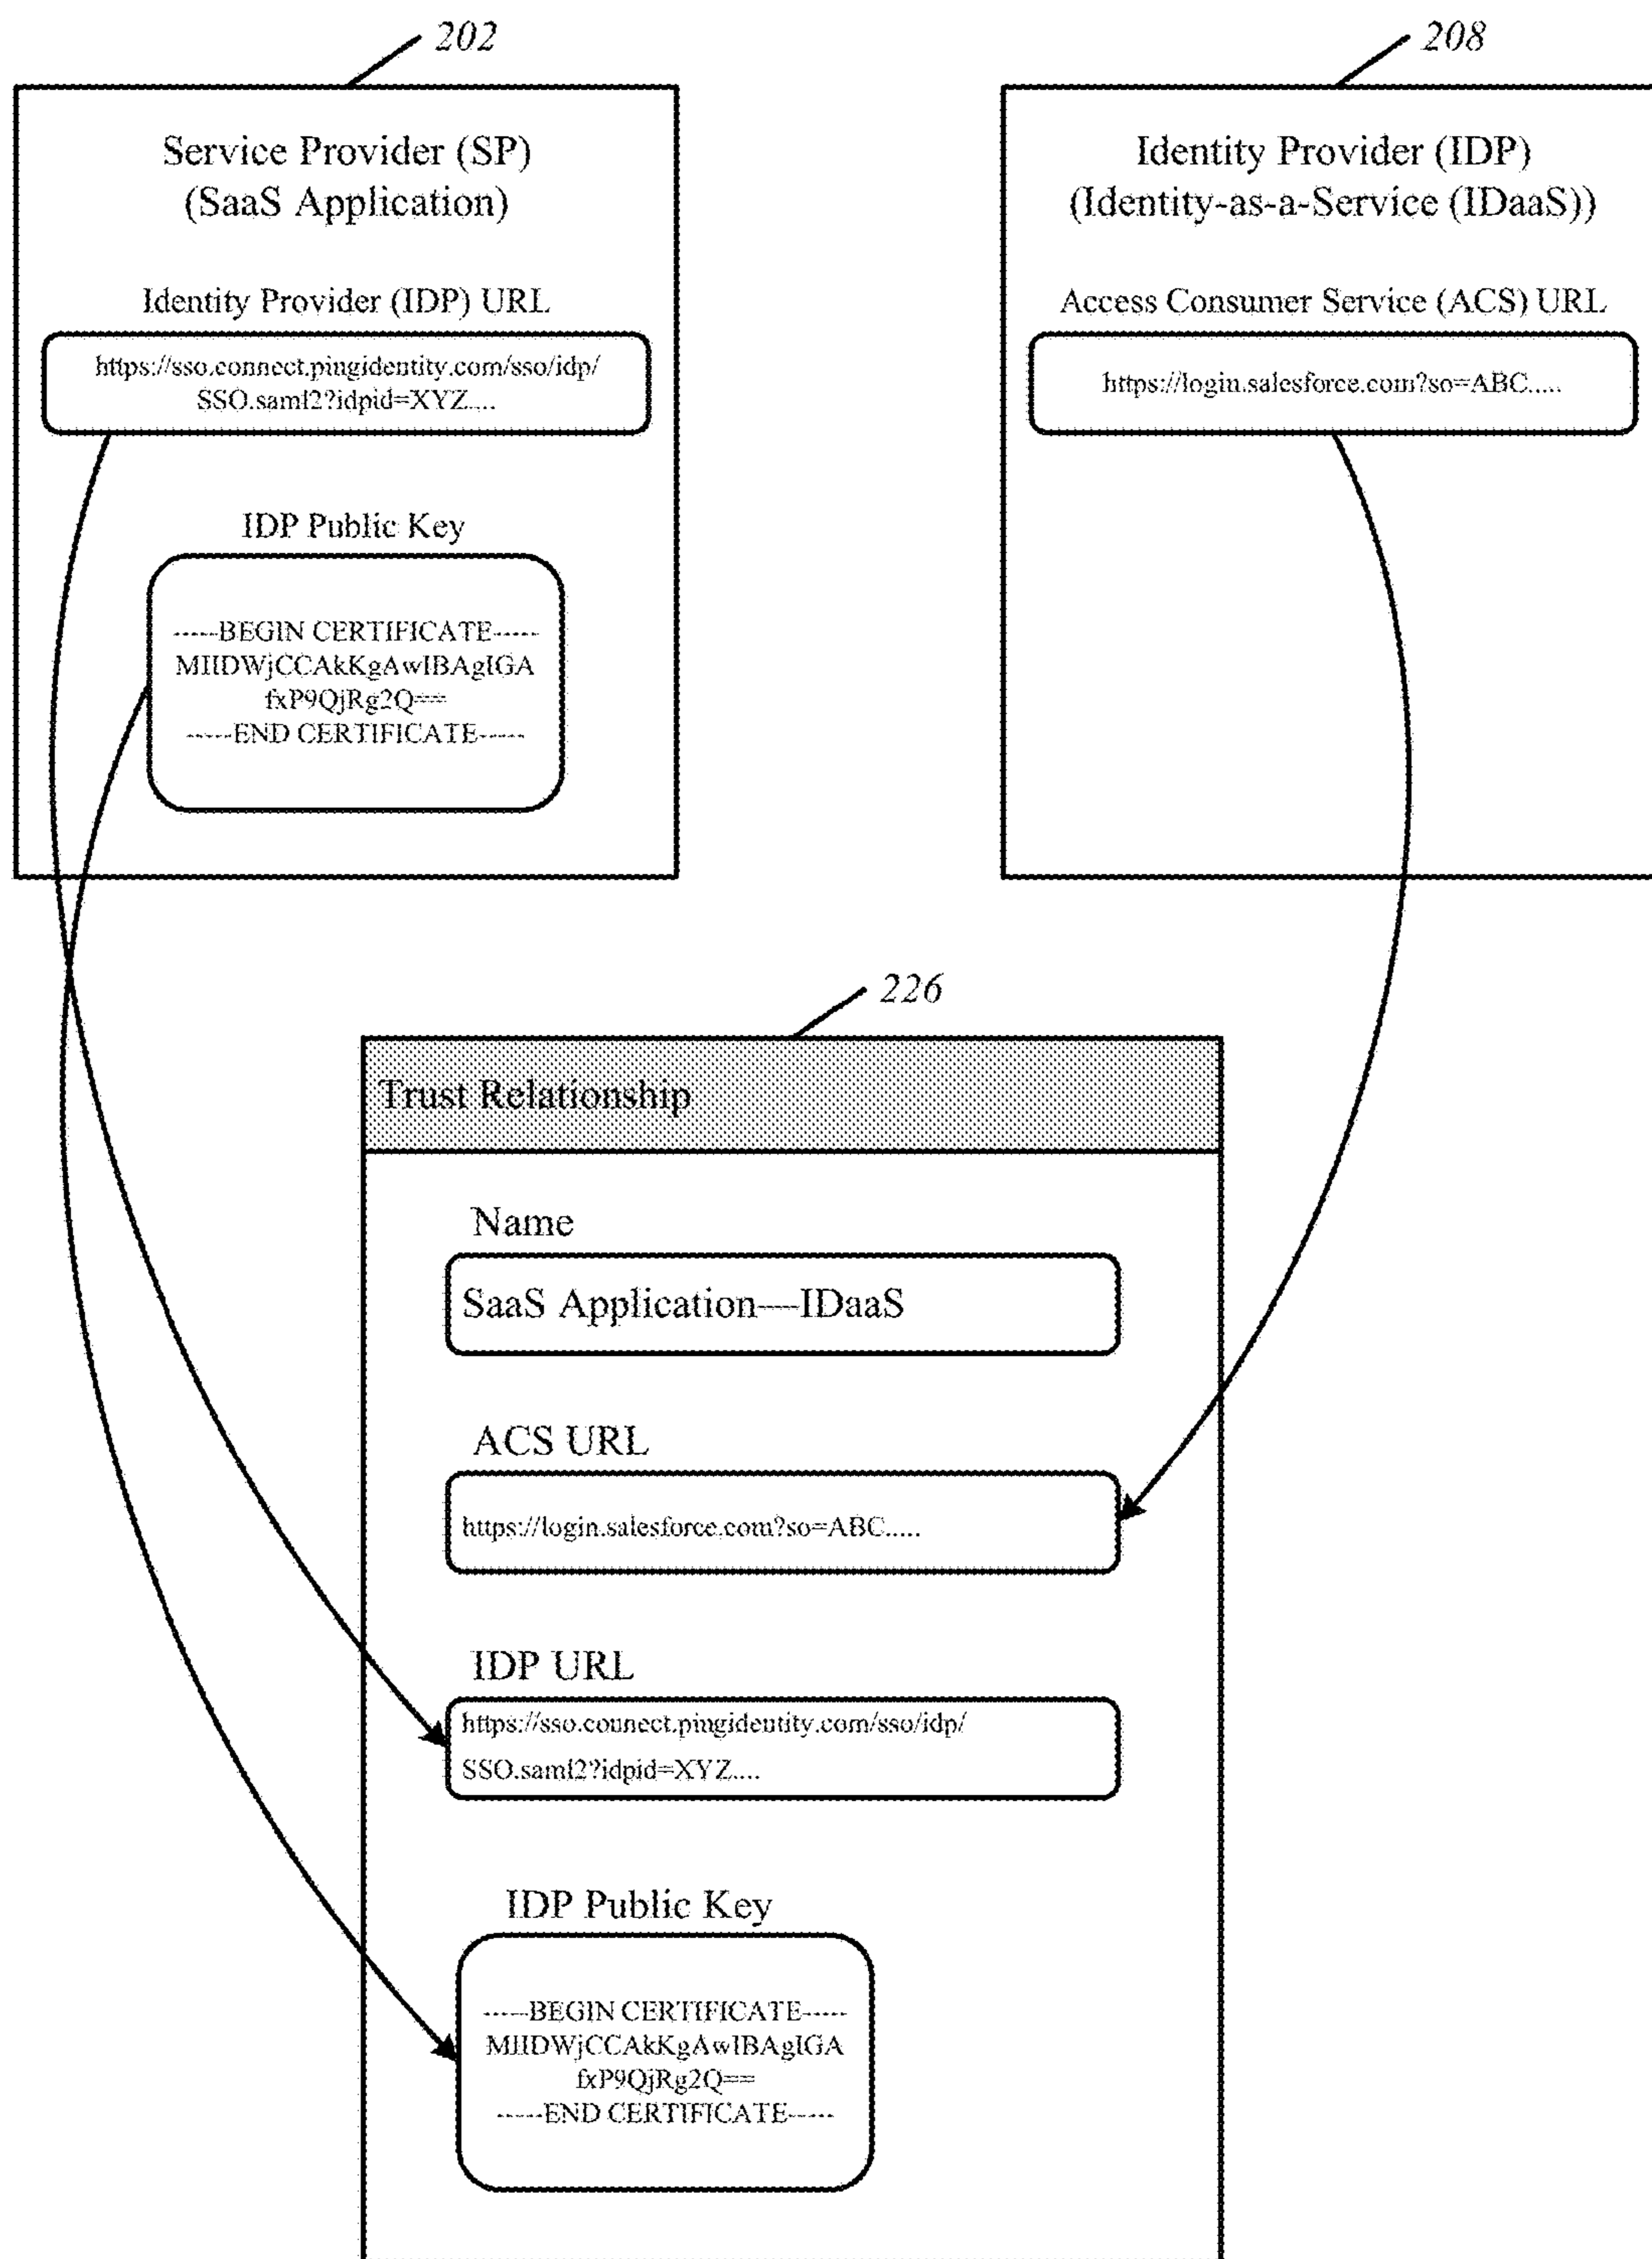 202
Service Provider (SP)
(SaaS Application)
Identity Provider (IDP) URL
https://sso.connect.pingidentity.com/sso/idp/
SSO.saml2?idpid=XYZ....
IDP Public Key
-----BEGIN CERTIFICATE-----
MIIDWjCCAkKgAwIBAgIGA
fxP9QjRg2Q==
-----END CERTIFICATE-----
208
Identity Provider (IDP)
(Identity-as-a-Service (IDaaS))
Access Consumer Service (ACS) URL
https://login.salesforce.com?so=ABC.....
226
Trust Relationship
Name
SaaS Application—IDaaS
ACS URL
https://login.salesforce.com?so=ABC.....
IDP URL
https://sso.connect.pingidentity.com/sso/idp/
SSO.saml2?idpid=XYZ....
IDP Public Key
-----BEGIN CERTIFICATE-----
MIIDWjCCAkKgAwIBAgIGA
fxP9QjRg2Q==
-----END CERTIFICATE-----